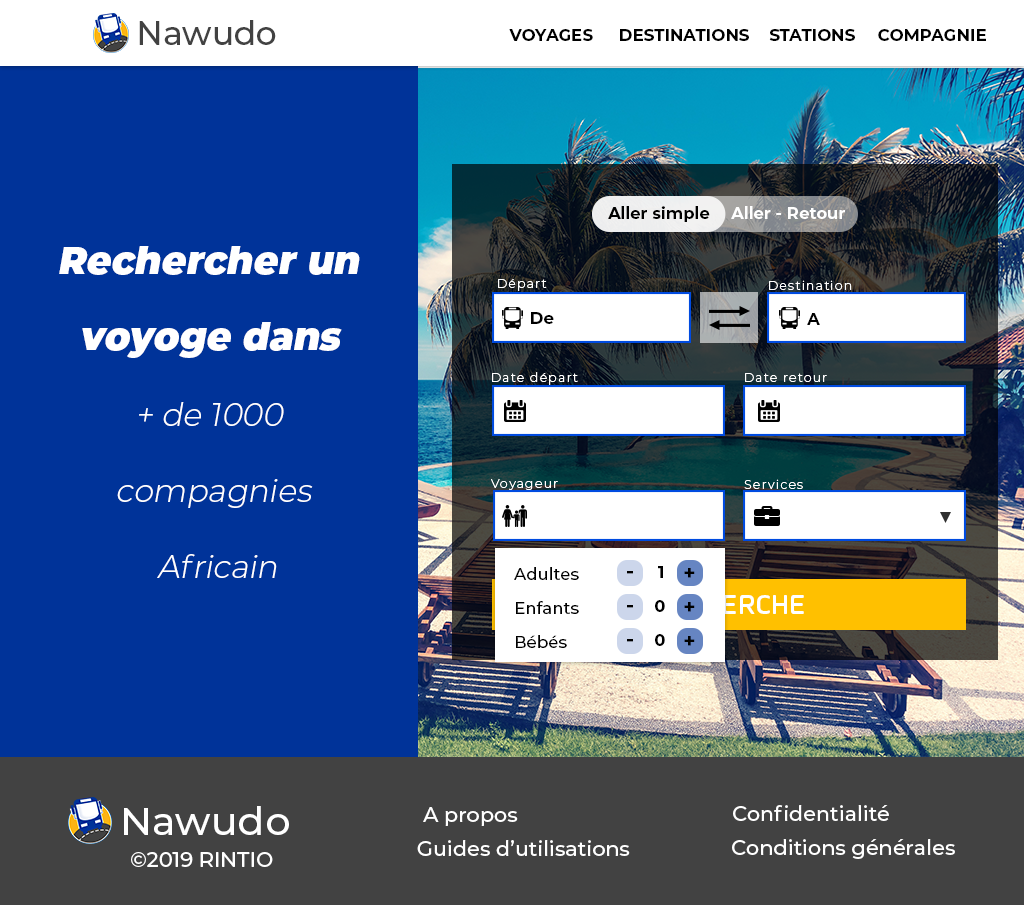 Nawudo
VOYAGES DESTINATIONS STATIONS COMPAGNIE
Rechercher un
voyoge dans
+ de 1000
compagnies
Africain
Aller simple Aller - Retour
Départ Destination
De A
Date départ Date retour
Voyageur Services
Adultes - 1 +
Enfants - 0 +
Bébés - 0 +
ERCHE
Nawudo
©2019 RINTIO
A propos
Guides d’utilisations
Confidentialité
Conditions générales